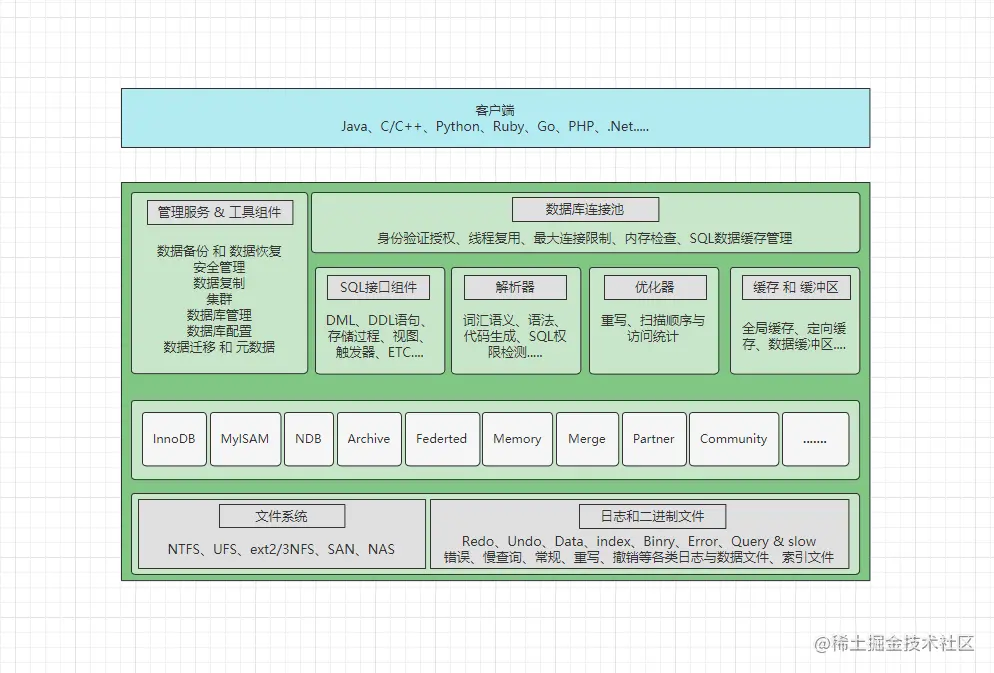 客户端
Java、C/C++、Python、Ruby、Go、PHP、.Net.....
管理服务 & 工具组件
数据备份 和 数据恢复
安全管理
数据复制
集群
数据库管理
数据库配置
数据迁移 和 元数据
数据库连接池
身份验证授权、线程复用、最大连接限制、内存检查、SQL数据缓存管理
SQL接口组件
DML、DDL语句、
存储过程、视图、
触发器、ETC....
解析器
词汇语义、语法、
代码生成、SQL权
限检测.....
优化器
重写、扫描顺序与
访问统计
缓存 和 缓冲区
全局缓存、定向缓
存、数据缓冲区....
InnoDB
MyISAM
NDB
Archive
Federted
Memory
Merge
Partner
Community
.......
文件系统
NTFS、UFS、ext2/3NFS、SAN、NAS
日志和二进制文件
Redo、Undo、Data、index、Binry、Error、Query & slow
错误、慢查询、常规、重写、撤销等各类日志与数据文件、索引文件
@稀土掘金技术社区